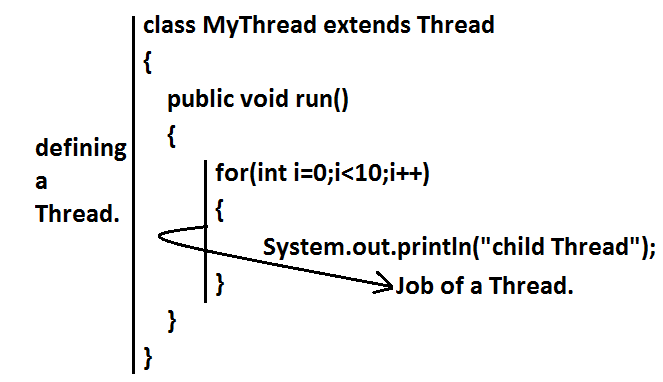 class MyThread extends Thread
{
public void run()
{
defining
a
Thread.
for(int i=0;i<10;i++)
{
System.out.println("child Thread");
}
Job of a Thread.
}
}